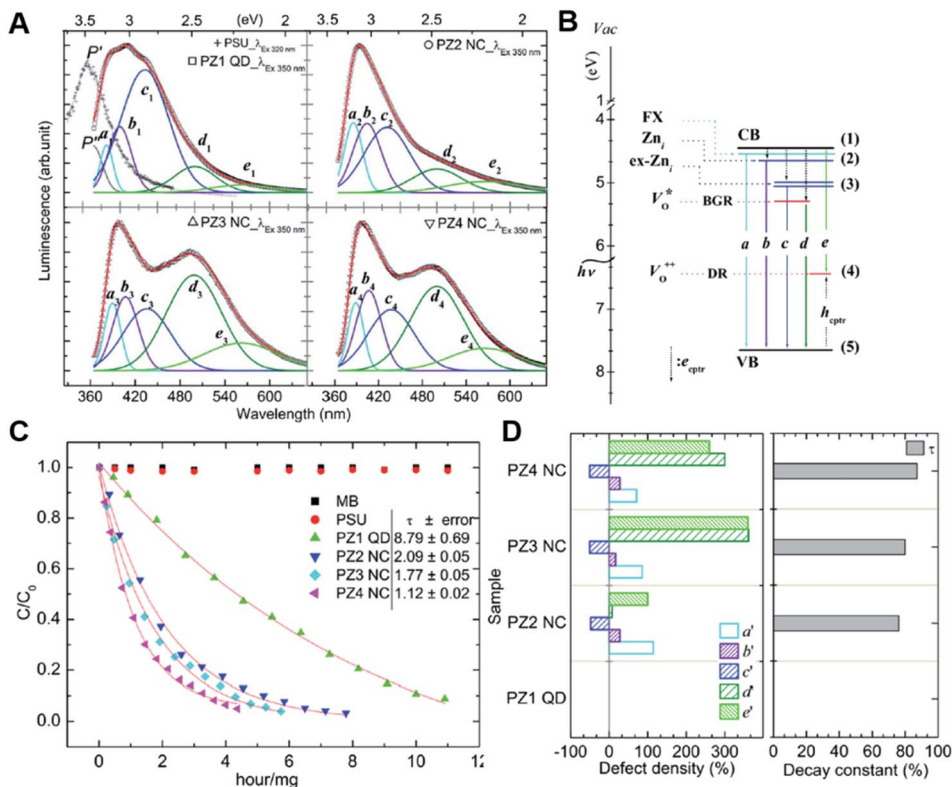 A
3.5 3 2.5 2 (eV)
3.5 3 2.5 2
+ PSU_λEx 320 nm
□ PZ1 QD_λEx 350 nm
P'
P''
a
b1
c1
d1
e1
○ PZ2 NC_λEx 350 nm
a2
b2
c2
d2
e2
△ PZ3 NC_λEx 350 nm
a3
b3
c3
d3
e3
▽ PZ4 NC_λEx 350 nm
a4
b4
c4
d4
e4
Luminescence (arb.unit)
360 420 480 540 600
360 420 480 540 600
Wavelength (nm)
B
Vac
(eV)
1
4
5
6
hν
7
8
FX
Zni
ex-Zni
VO*
BGR
VO++
DR
CB
VB
(1)
(2)
(3)
(4)
(5)
a b c d e
hcptr
:ecptr
C
C/C0
1.0
0.8
0.6
0.4
0.2
0.0
MB
PSU τ ± error
PZ1 QD 8.79 ± 0.69
PZ2 NC 2.09 ± 0.05
PZ3 NC 1.77 ± 0.05
PZ4 NC 1.12 ± 0.02
0 2 4 6 8 10 12
hour/mg
D
Sample
PZ4 NC
PZ3 NC
PZ2 NC
PZ1 QD
a'
b'
c'
d'
e'
τ
-100 0 100 200 300 400
Defect density (%)
0 20 40 60 80 100
Decay constant (%)